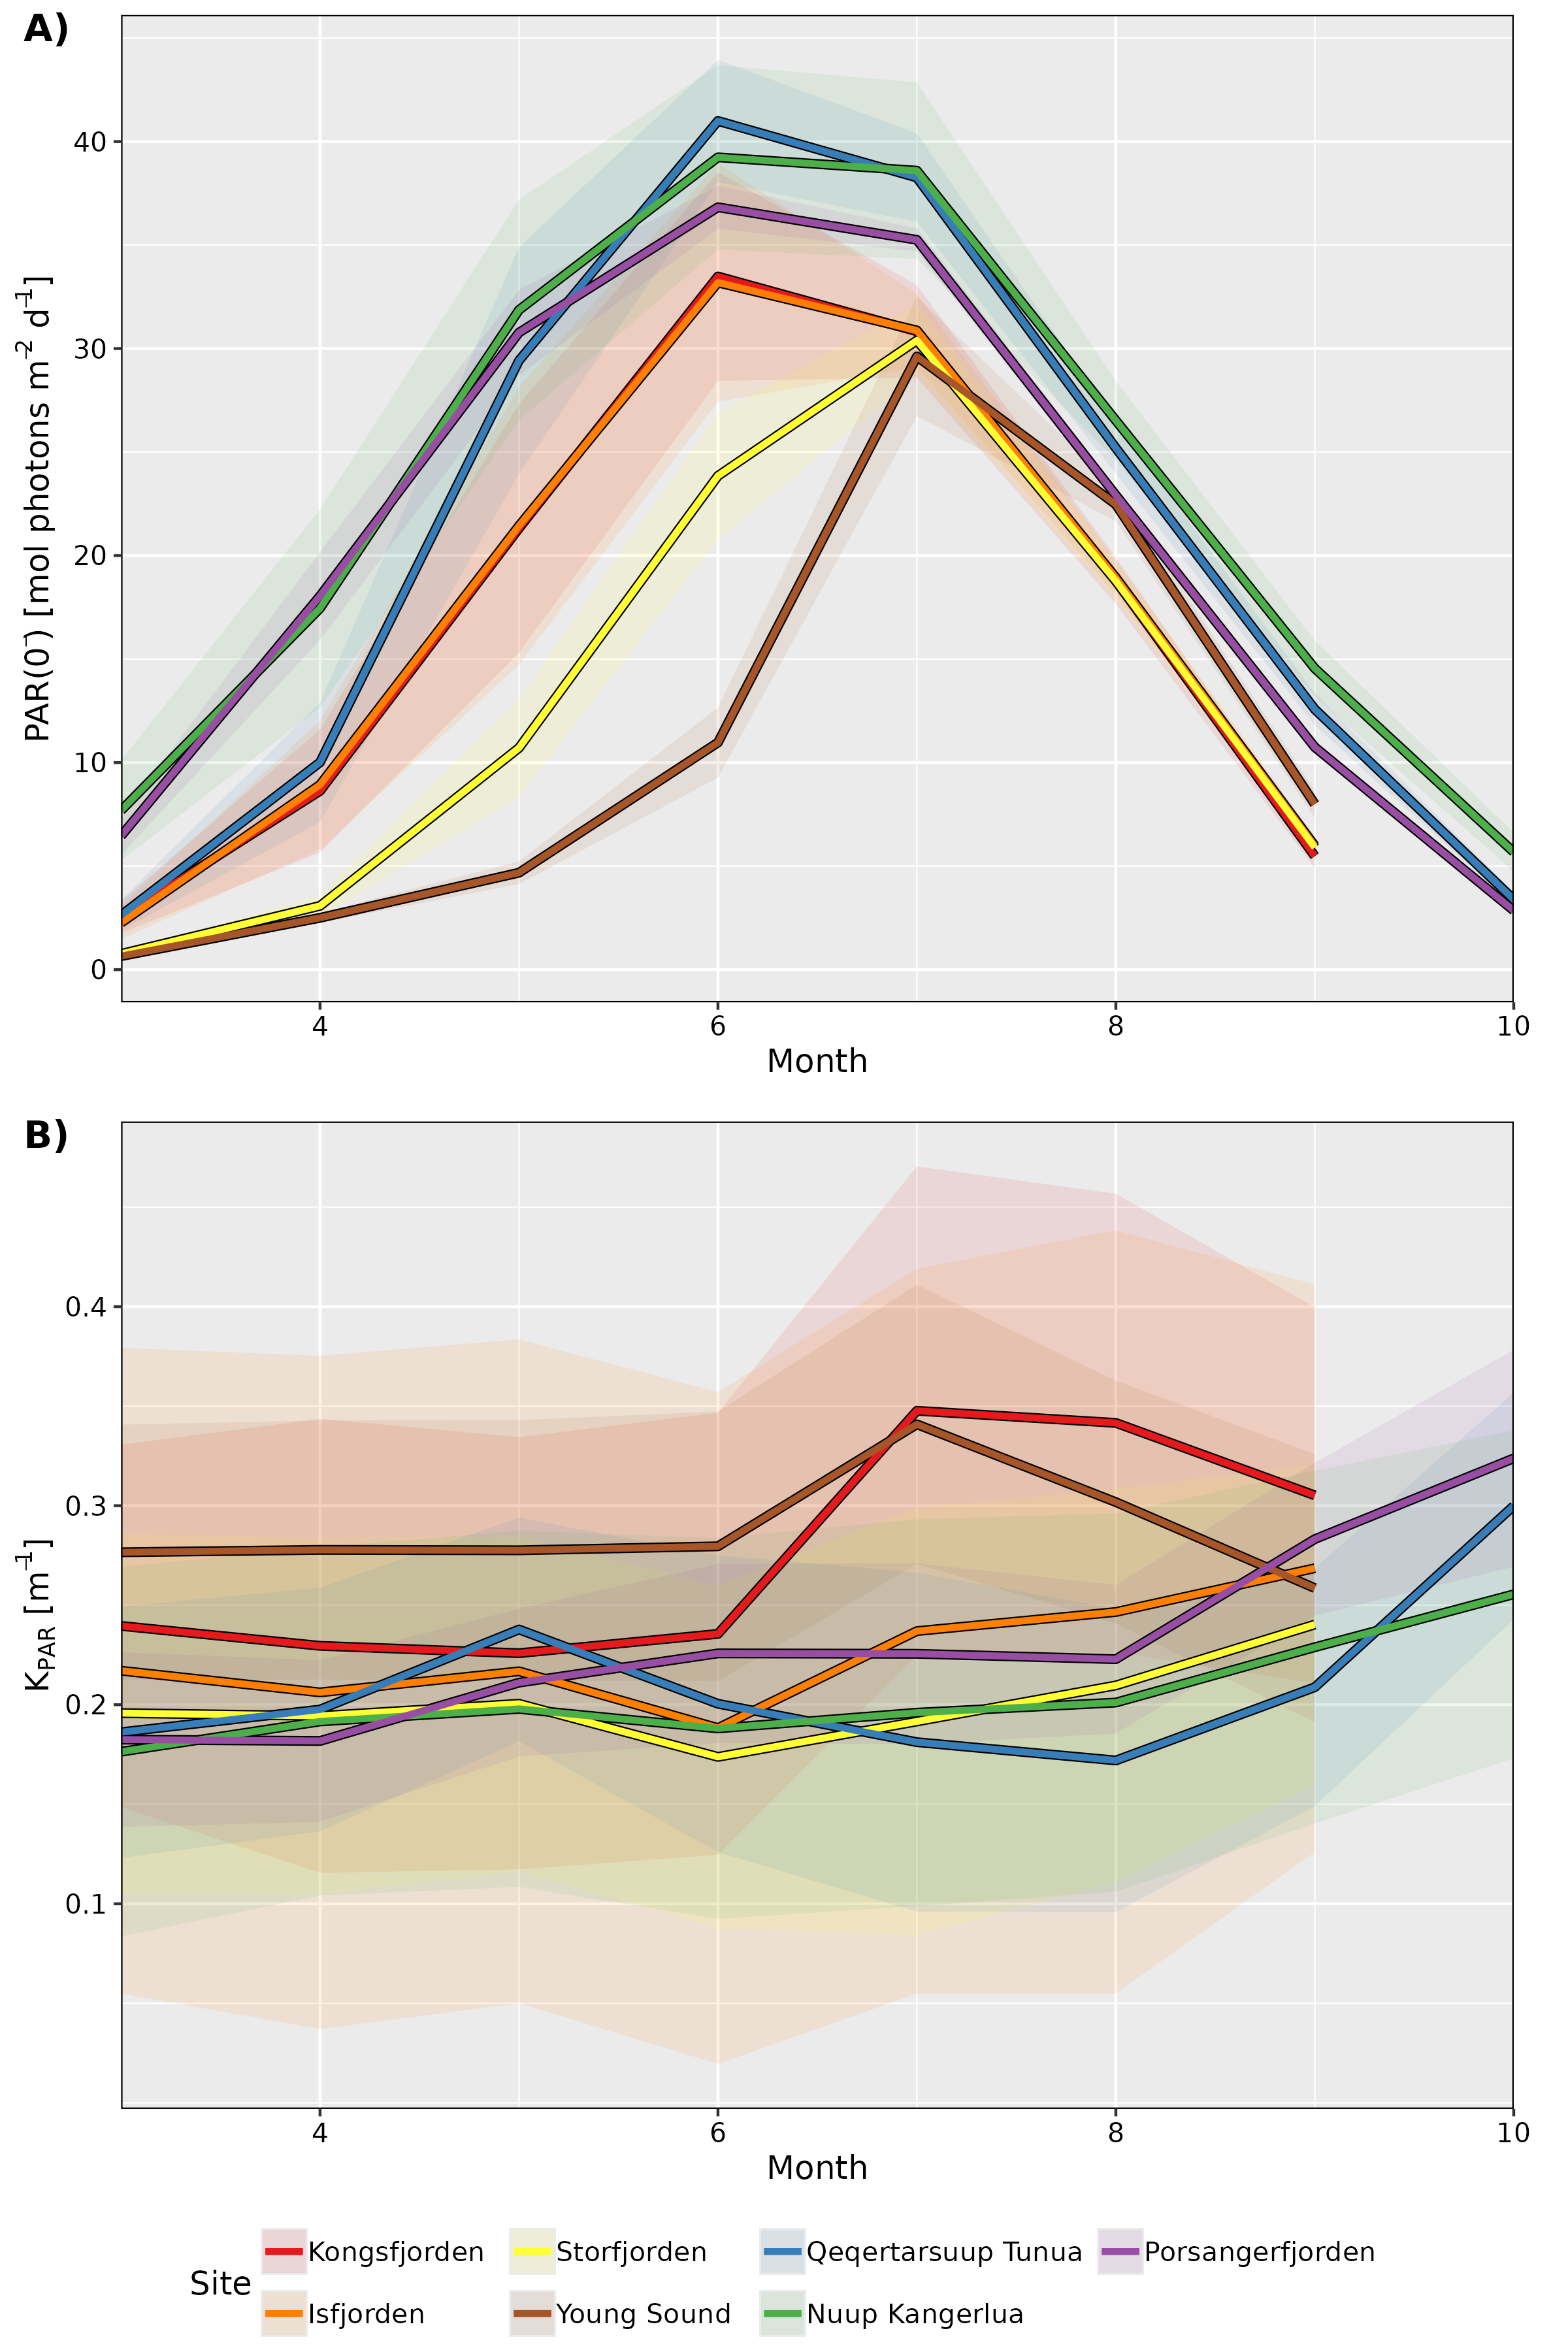 A)
PAR(0⁻) [mol photons m⁻² d⁻¹]
40
30
20
10
0
4 6 8 10
Month
B)
K_PAR [m⁻¹]
0.4
0.3
0.2
0.1
4 6 8 10
Month
Site
Kongsfjorden Storfjorden Qeqertarsuup Tunua Porsangerfjorden
Isfjorden Young Sound Nuup Kangerlua